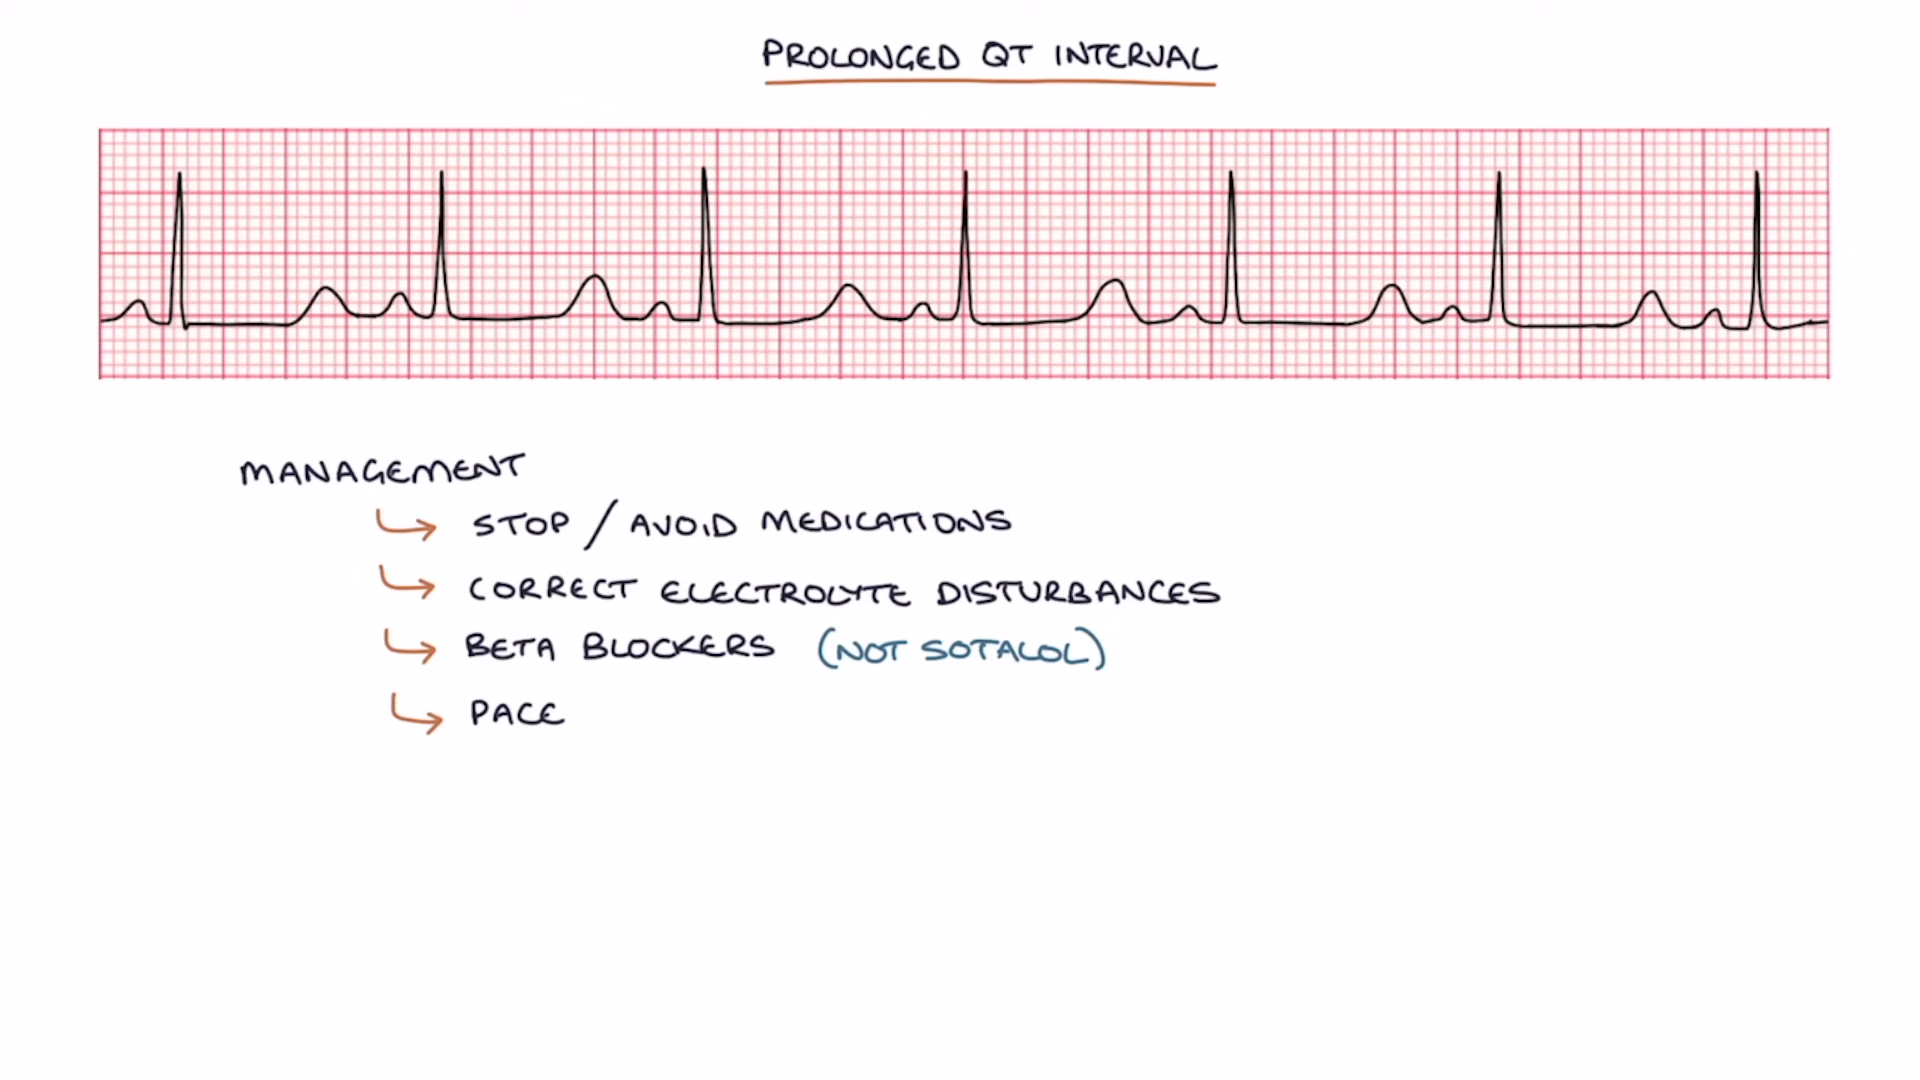 PROLONGED QT INTERVAL
MANAGEMENT
STOP / AVOID MEDICATIONS
CORRECT ELECTROLYTE DISTURBANCES
BETA BLOCKERS (NOT SOTALOL)
PACE